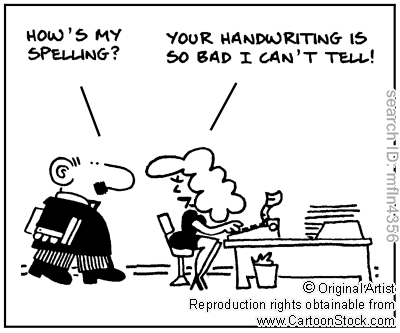 HOW'S MY
SPELLING?
YOUR HANDWRITING IS
SO BAD I CAN'T TELL!
search ID: mfln4356
© Original Artist
Reproduction rights obtainable from
www.CartoonStock.com